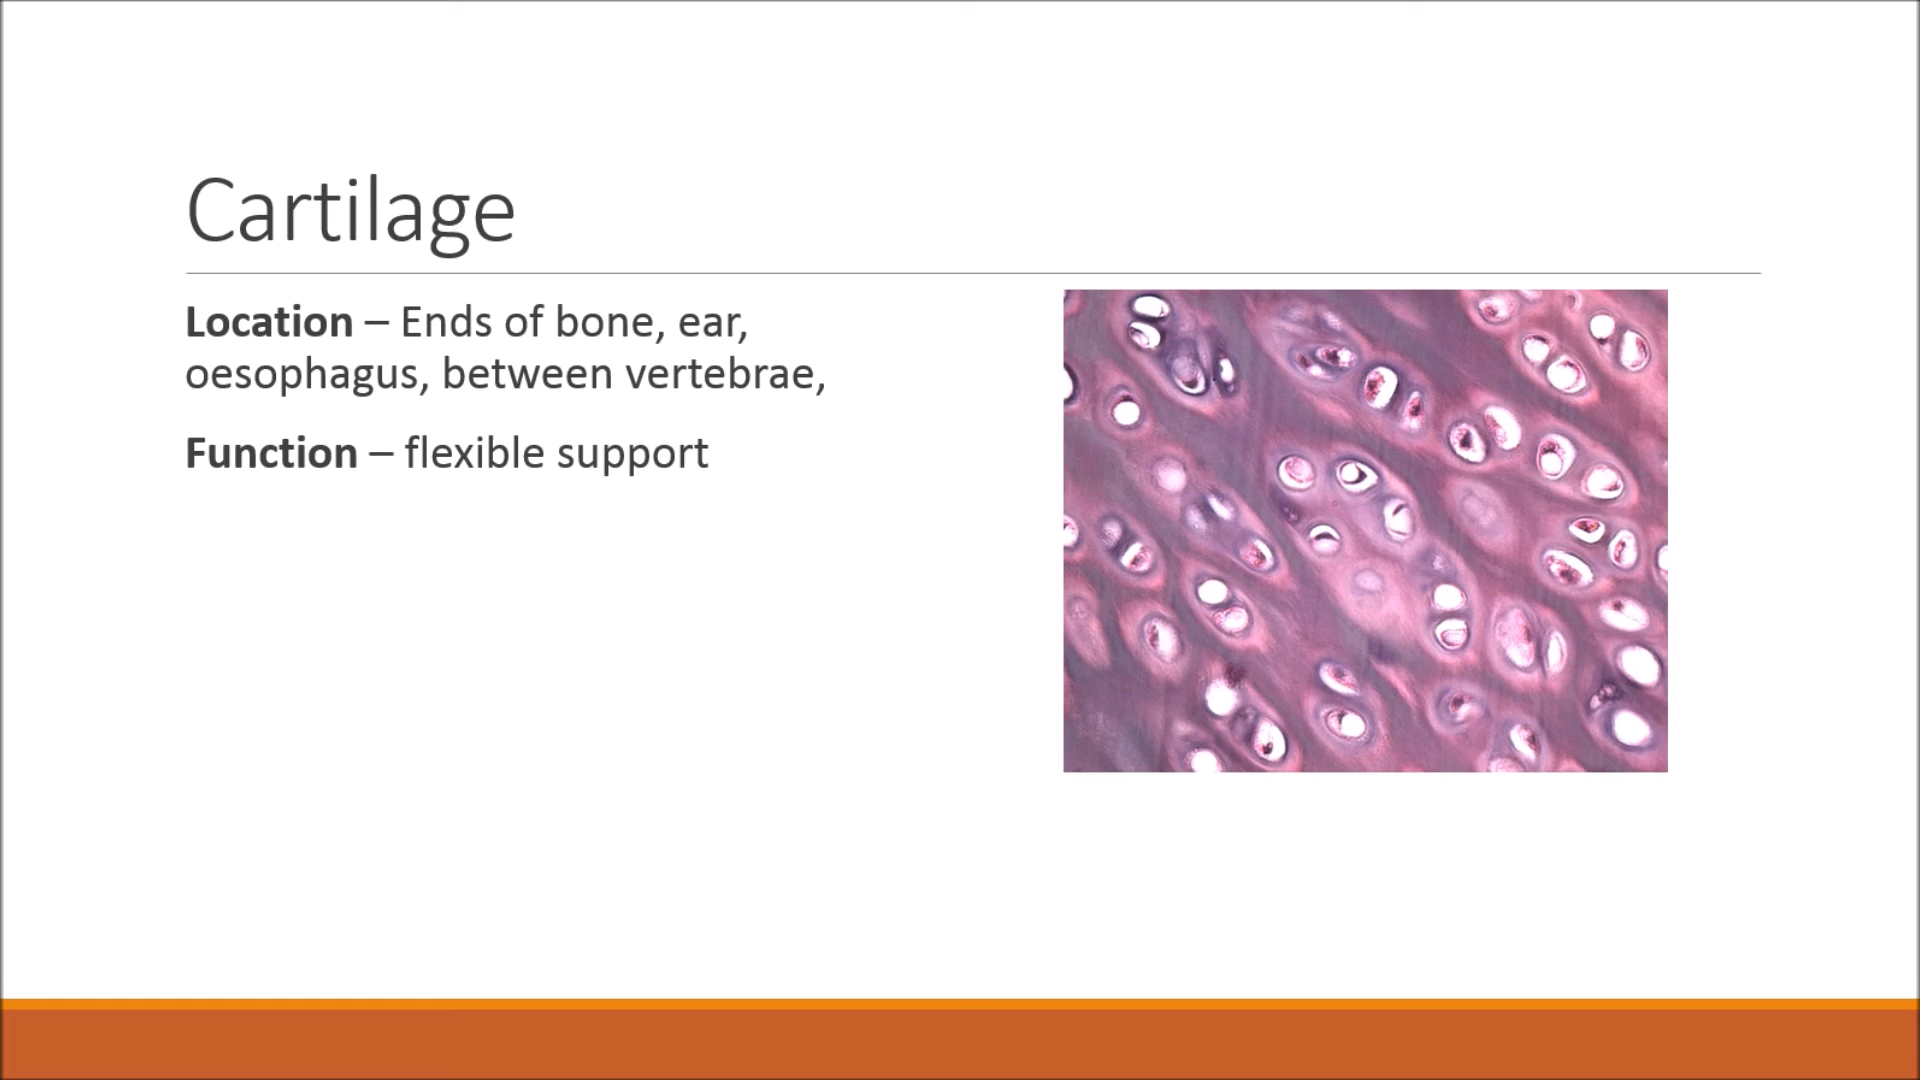 Cartilage
Location – Ends of bone, ear,
oesophagus, between vertebrae,
Function – flexible support